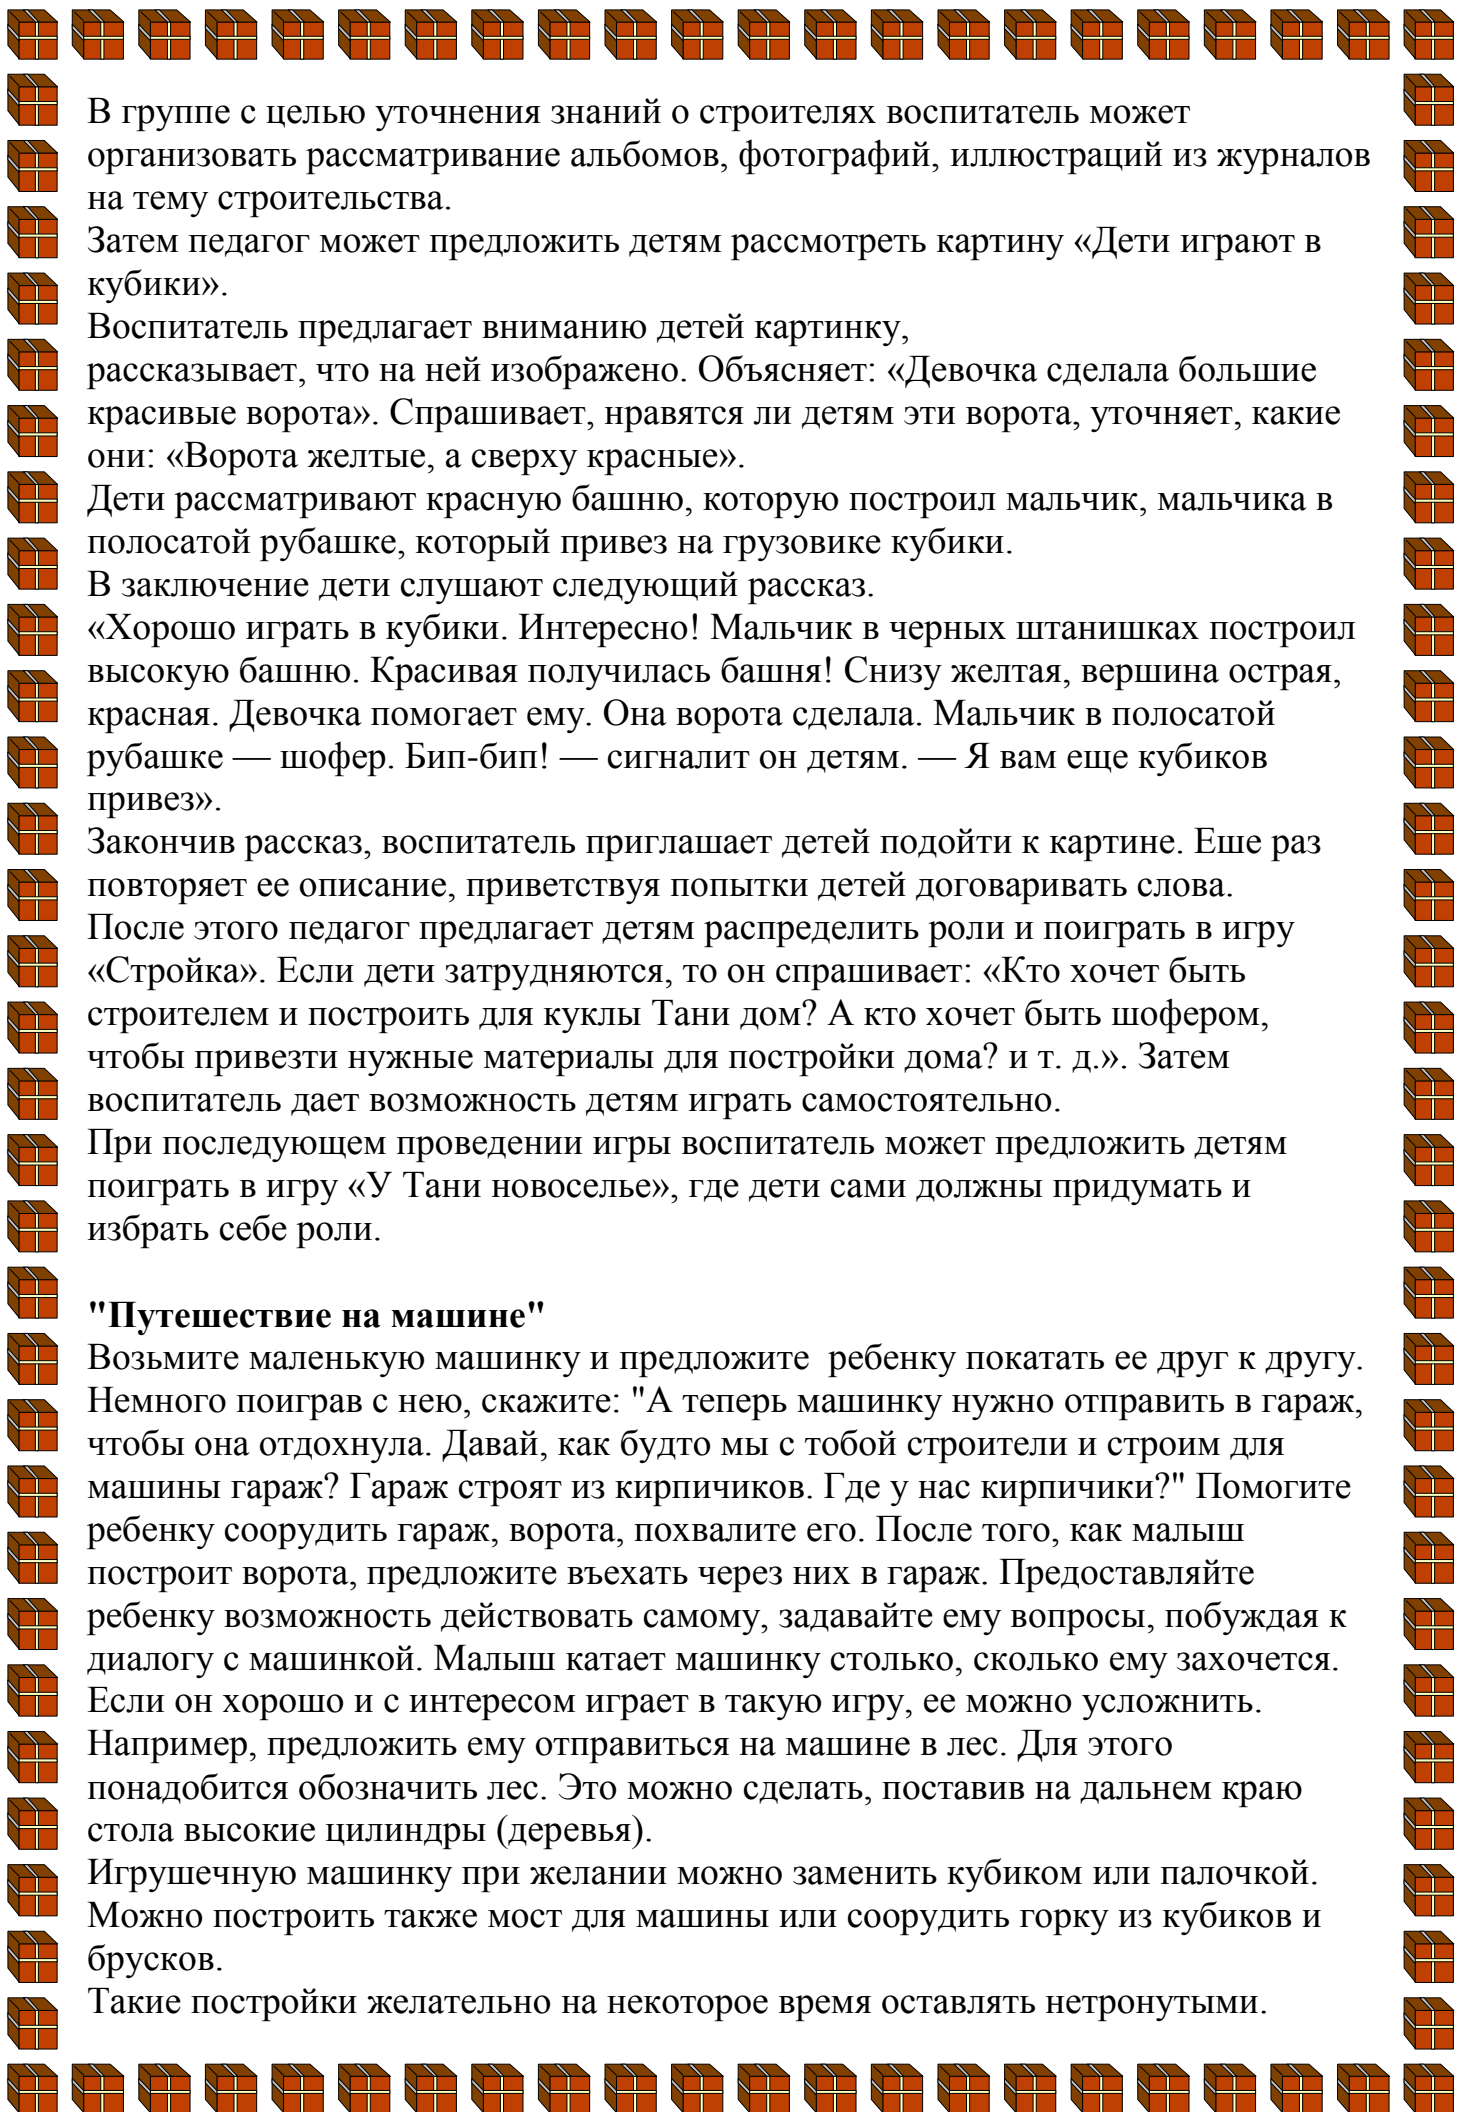 В группе с целью уточнения знаний о строителях воспитатель может
организовать рассматривание альбомов, фотографий, иллюстраций из журналов
на тему строительства.
Затем педагог может предложить детям рассмотреть картину «Дети играют в
кубики».
Воспитатель предлагает вниманию детей картинку,
рассказывает, что на ней изображено. Объясняет: «Девочка сделала большие
красивые ворота». Спрашивает, нравятся ли детям эти ворота, уточняет, какие
они: «Ворота желтые, а сверху красные».
Дети рассматривают красную башню, которую построил мальчик, мальчика в
полосатой рубашке, который привез на грузовике кубики.
В заключение дети слушают следующий рассказ.
«Хорошо играть в кубики. Интересно! Мальчик в черных штанишках построил
высокую башню. Красивая получилась башня! Снизу желтая, вершина острая,
красная. Девочка помогает ему. Она ворота сделала. Мальчик в полосатой
рубашке — шофер. Бип-бип! — сигналит он детям. — Я вам еще кубиков
привез».
Закончив рассказ, воспитатель приглашает детей подойти к картине. Еше раз
повторяет ее описание, приветствуя попытки детей договаривать слова.
После этого педагог предлагает детям распределить роли и поиграть в игру
«Стройка». Если дети затрудняются, то он спрашивает: «Кто хочет быть
строителем и построить для куклы Тани дом? А кто хочет быть шофером,
чтобы привезти нужные материалы для постройки дома? и т. д.». Затем
воспитатель дает возможность детям играть самостоятельно.
При последующем проведении игры воспитатель может предложить детям
поиграть в игру «У Тани новоселье», где дети сами должны придумать и
избрать себе роли.
"Путешествие на машине"
Возьмите маленькую машинку и предложите  ребенку покатать ее друг к другу.
Немного поиграв с нею, скажите: "А теперь машинку нужно отправить в гараж,
чтобы она отдохнула. Давай, как будто мы с тобой строители и строим для
машины гараж? Гараж строят из кирпичиков. Где у нас кирпичики?" Помогите
ребенку соорудить гараж, ворота, похвалите его. После того, как малыш
построит ворота, предложите въехать через них в гараж. Предоставляйте
ребенку возможность действовать самому, задавайте ему вопросы, побуждая к
диалогу с машинкой. Малыш катает машинку столько, сколько ему захочется.
Если он хорошо и с интересом играет в такую игру, ее можно усложнить.
Например, предложить ему отправиться на машине в лес. Для этого
понадобится обозначить лес. Это можно сделать, поставив на дальнем краю
стола высокие цилиндры (деревья).
Игрушечную машинку при желании можно заменить кубиком или палочкой.
Можно построить также мост для машины или соорудить горку из кубиков и
брусков.
Такие постройки желательно на некоторое время оставлять нетронутыми.